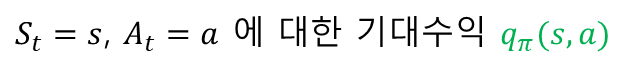 S_t = s, A_t = a 에 대한 기대수익 q_π(s, a)